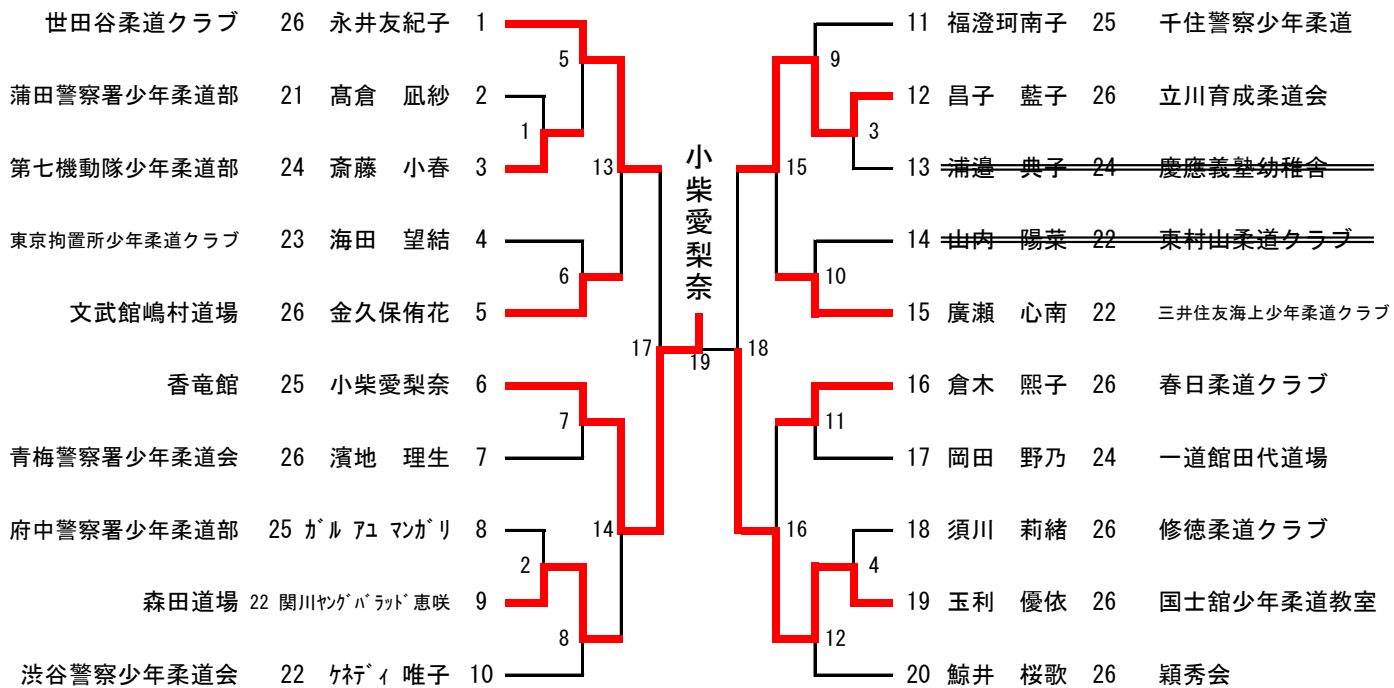 世田谷柔道クラブ 26 永井友紀子 1
5
蒲田警察署少年柔道部 21 髙倉 凪紗 2
1
第七機動隊少年柔道部 24 斎藤 小春 3
13
東京拘置所少年柔道クラブ 23 海田 望結 4
6
文武館嶋村道場 26 金久保侑花 5
17
香竜館 25 小柴愛梨奈 6
7
青梅警察署少年柔道会 26 濱地 理生 7
14
府中警察署少年柔道部 25 ｶﾞﾙ ｱﾕ ﾏﾝｶﾞﾘ 8
2
森田道場 22 関川ﾔﾝｸﾞﾊﾞﾗｯﾄﾞ恵咲 9
8
渋谷警察少年柔道会 22 ｹﾈﾃﾞｨ 唯子 10
小柴愛梨奈
19
11 福澄珂南子 25 千住警察少年柔道
9
12 昌子 藍子 26 立川育成柔道会
3
13 浦邉 典子 24 慶應義塾幼稚舎
15
14 山内 陽菜 22 東村山柔道クラブ
10
15 廣瀬 心南 22 三井住友海上少年柔道クラブ
18
16 倉木 熙子 26 春日柔道クラブ
11
17 岡田 野乃 24 一道館田代道場
16
18 須川 莉緒 26 修徳柔道クラブ
4
19 玉利 優依 26 国士舘少年柔道教室
12
20 鯨井 桜歌 26 穎秀会